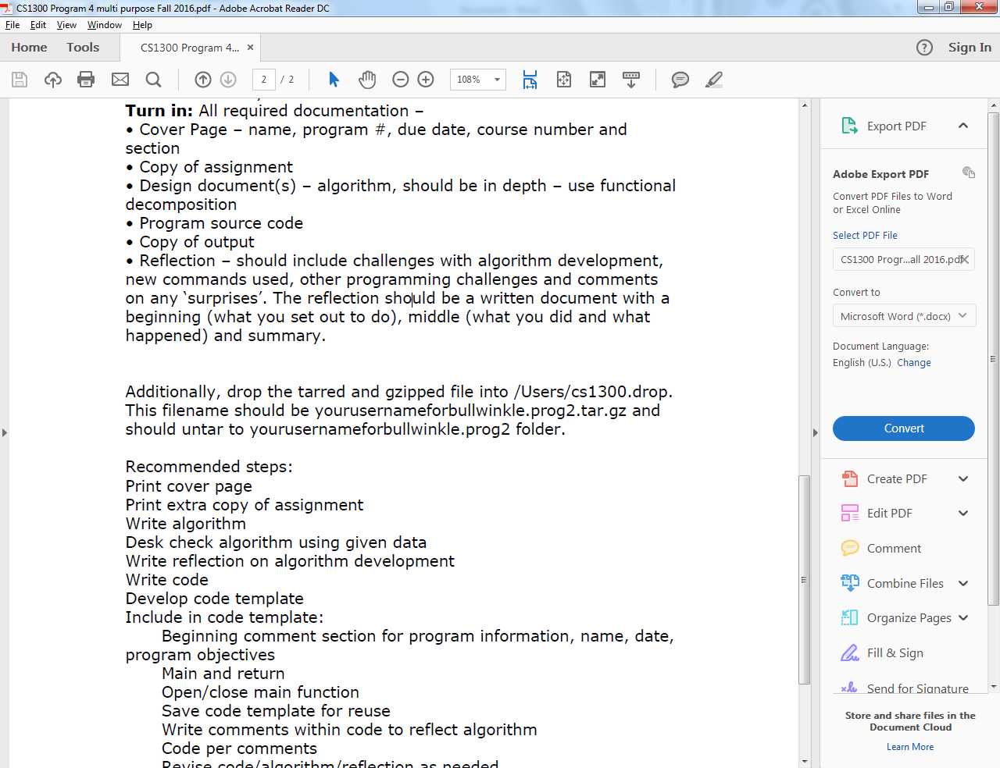 CS1300 Program 4 multi purpose Fall 2016.pdf - Adobe Acrobat Reader DC
File Edit View Window Help
Home Tools CS1300 Program 4... × Sign In
2 / 2 108%
Turn in: All required documentation –
• Cover Page – name, program #, due date, course number and
section
• Copy of assignment
• Design document(s) – algorithm, should be in depth – use functional
decomposition
• Program source code
• Copy of output
• Reflection – should include challenges with algorithm development,
new commands used, other programming challenges and comments
on any ‘surprises’. The reflection should be a written document with a
beginning (what you set out to do), middle (what you did and what
happened) and summary.
Additionally, drop the tarred and gzipped file into /Users/cs1300.drop.
This filename should be yourusernameforbullwinkle.prog2.tar.gz and
should untar to yourusernameforbullwinkle.prog2 folder.
Recommended steps:
Print cover page
Print extra copy of assignment
Write algorithm
Desk check algorithm using given data
Write reflection on algorithm development
Write code
Develop code template
Include in code template:
Beginning comment section for program information, name, date,
program objectives
Main and return
Open/close main function
Save code template for reuse
Write comments within code to reflect algorithm
Code per comments
Revise code/algorithm/reflection as needed
Export PDF
Adobe Export PDF
Convert PDF Files to Word
or Excel Online
Select PDF File
CS1300 Progr...all 2016.pdf
Convert to
Microsoft Word (*.docx)
Document Language:
English (U.S.) Change
Convert
Create PDF
Edit PDF
Comment
Combine Files
Organize Pages
Fill & Sign
Send for Signature
Store and share files in the
Document Cloud
Learn More